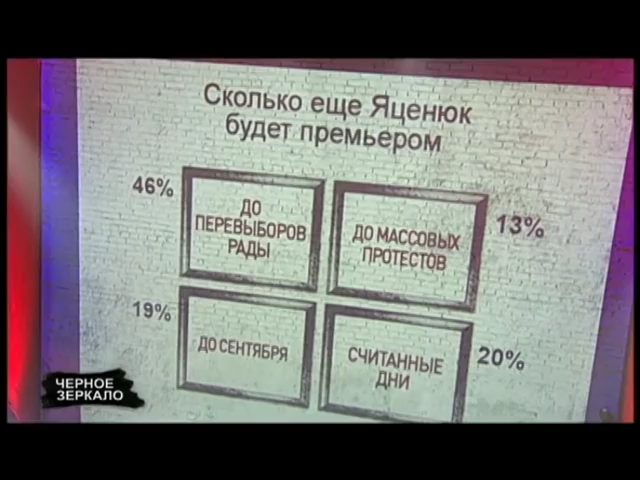 Сколько еще Яценюк
будет премьером
46%
ДО
ПЕРЕВЫБОРОВ
РАДЫ
ДО МАССОВЫХ
ПРОТЕСТОВ
13%
19%
ДО СЕНТЯБРЯ
СЧИТАННЫЕ
ДНИ
20%
ЧЕРНОЕ
ЗЕРКАЛО